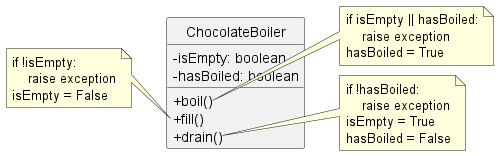 if !isEmpty:
    raise exception
isEmpty = False
ChocolateBoiler
-isEmpty: boolean
-hasBoiled: boolean
+boil()
+fill()
+drain()
if isEmpty || hasBoiled:
    raise exception
hasBoiled = True
if !hasBoiled:
    raise exception
isEmpty = True
hasBoiled = False